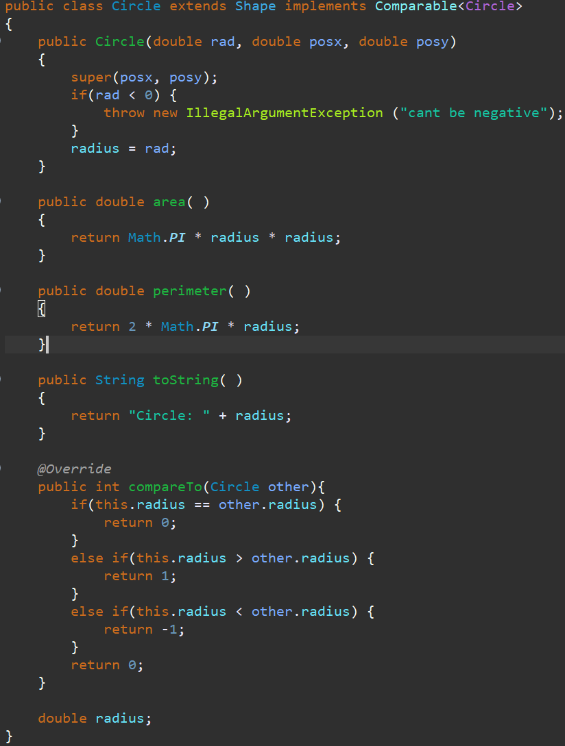 public class Circle extends Shape implements Comparable<Circle>
{
    public Circle(double rad, double posx, double posy)
    {
        super(posx, posy);
        if(rad < 0) {
            throw new IllegalArgumentException ("cant be negative");
        }
        radius = rad;
    }

    public double area( )
    {
        return Math.PI * radius * radius;
    }

    public double perimeter( )
    {
        return 2 * Math.PI * radius;
    }

    public String toString( )
    {
        return "Circle: " + radius;
    }

    @Override
    public int compareTo(Circle other){
        if(this.radius == other.radius) {
            return 0;
        }
        else if(this.radius > other.radius) {
            return 1;
        }
        else if(this.radius < other.radius) {
            return -1;
        }
        return 0;
    }

    double radius;
}